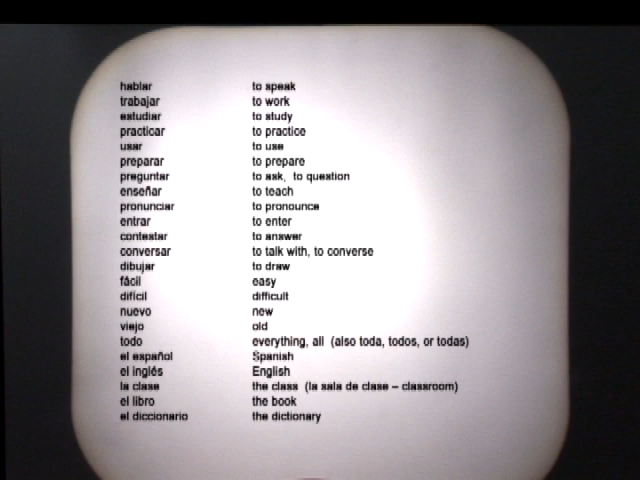 hablar to speak
trabajar to work
estudiar to study
practicar to practice
usar to use
preparar to prepare
preguntar to ask, to question
enseñar to teach
pronunciar to pronounce
entrar to enter
contestar to answer
conversar to talk with, to converse
dibujar to draw
fácil easy
difícil difficult
nuevo new
viejo old
todo everything, all (also toda, todos, or todas)
el español Spanish
el inglés English
la clase the class (la sala de clase – classroom)
el libro the book
el diccionario the dictionary